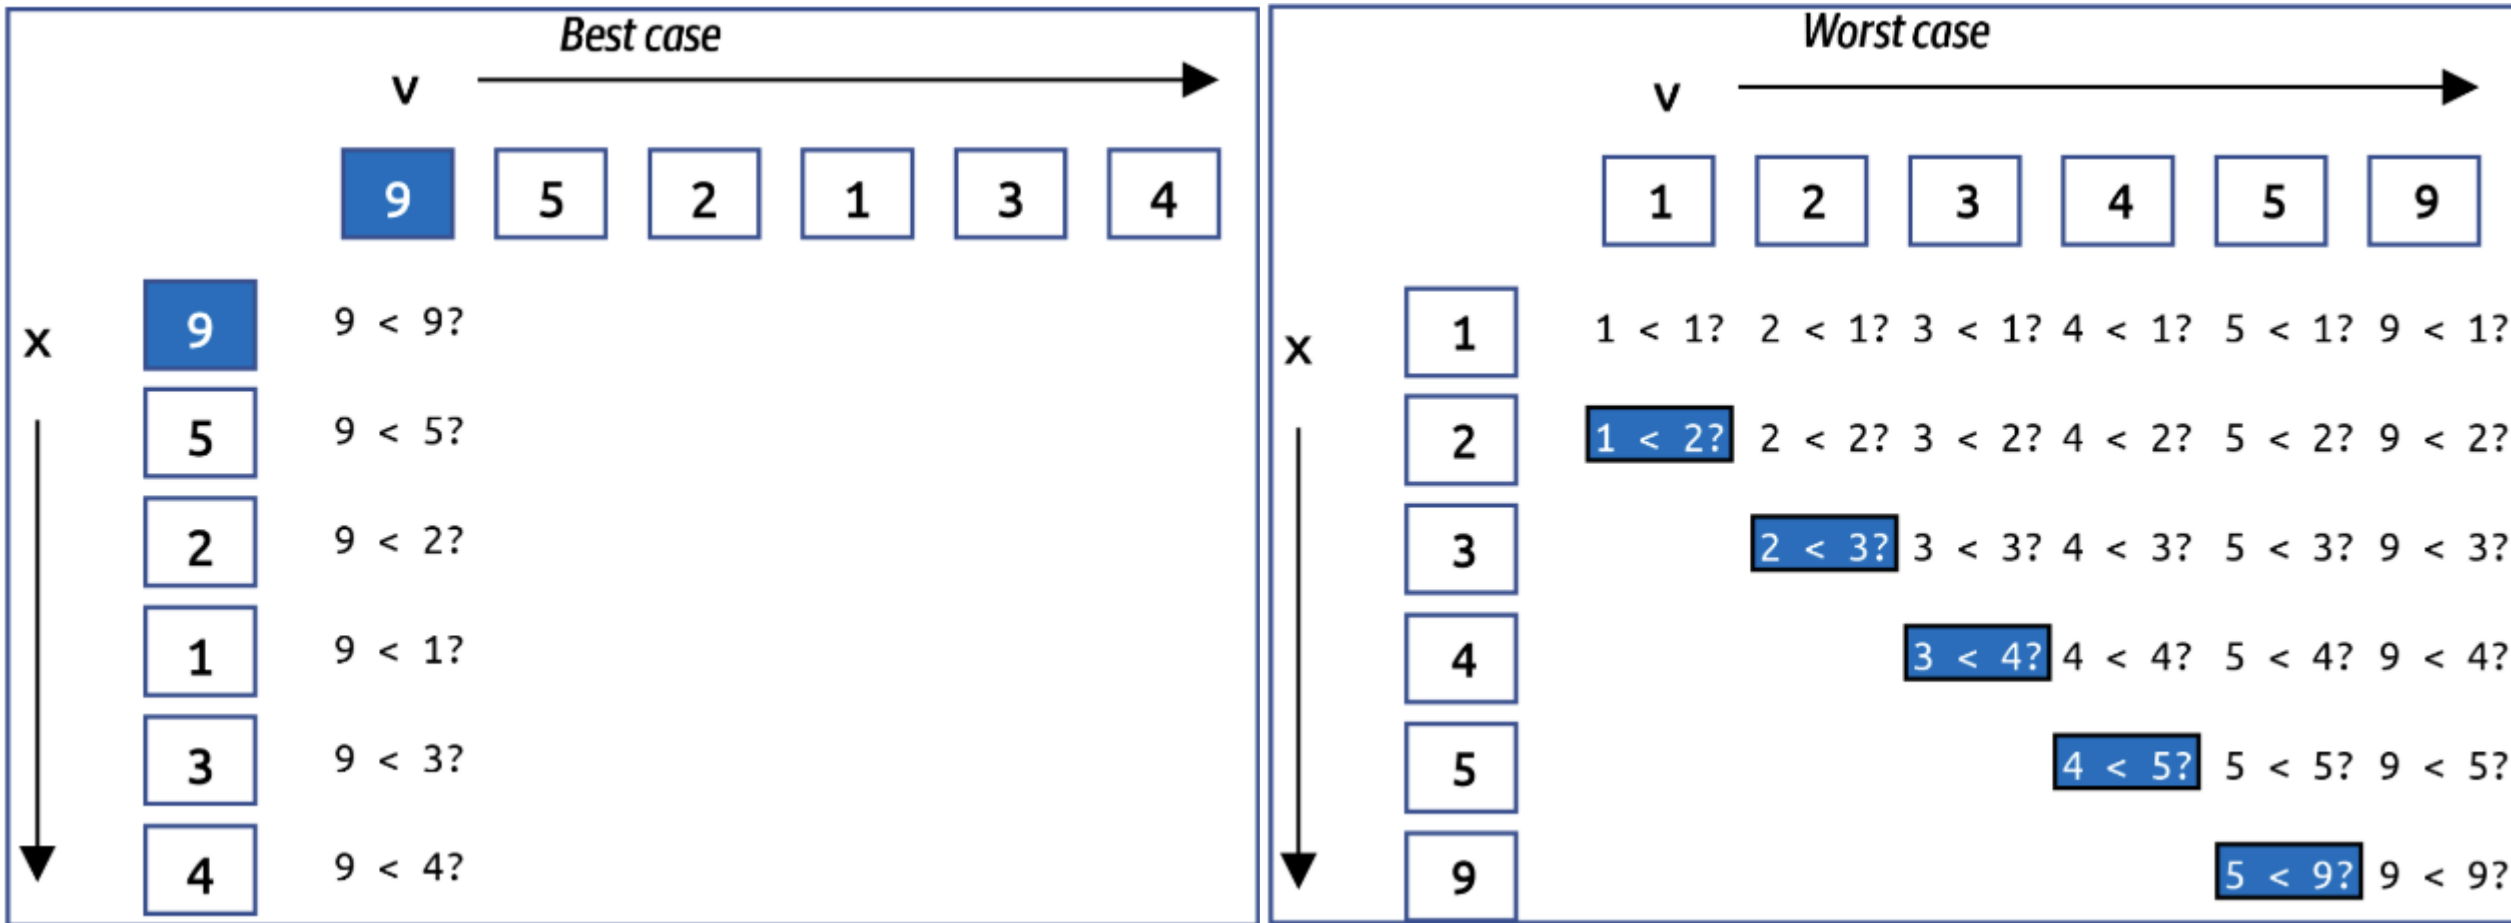 Best case
v
9 5 2 1 3 4
x
9 9 < 9?
5 9 < 5?
2 9 < 2?
1 9 < 1?
3 9 < 3?
4 9 < 4?
Worst case
v
1 2 3 4 5 9
x
1 1 < 1? 2 < 1? 3 < 1? 4 < 1? 5 < 1? 9 < 1?
2 1 < 2? 2 < 2? 3 < 2? 4 < 2? 5 < 2? 9 < 2?
3 2 < 3? 3 < 3? 4 < 3? 5 < 3? 9 < 3?
4 3 < 4? 4 < 4? 5 < 4? 9 < 4?
5 4 < 5? 5 < 5? 9 < 5?
9 5 < 9? 9 < 9?